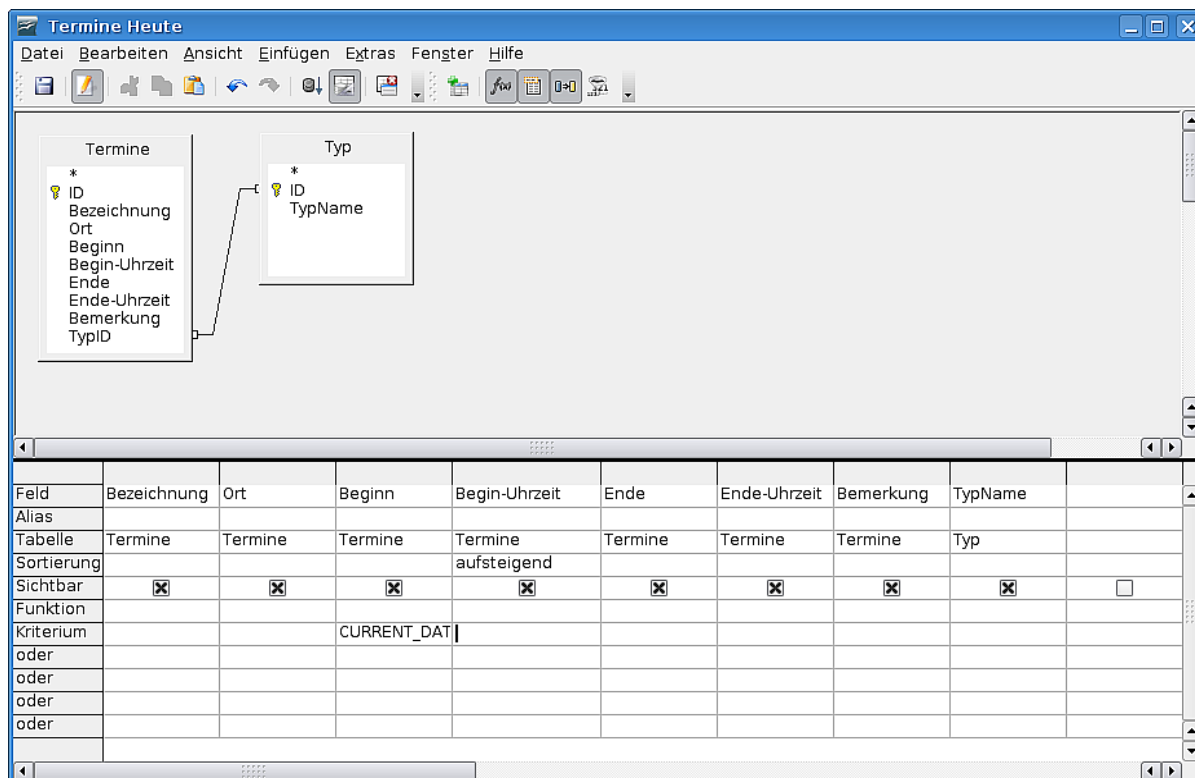 Termine Heute
Datei Bearbeiten Ansicht Einfügen Extras Fenster Hilfe
Termine
*
ID
Bezeichnung
Ort
Beginn
Begin-Uhrzeit
Ende
Ende-Uhrzeit
Bemerkung
TypID
Typ
*
ID
TypName
Feld Bezeichnung Ort Beginn Begin-Uhrzeit Ende Ende-Uhrzeit Bemerkung TypName
Alias
Tabelle Termine Termine Termine Termine Termine Termine Termine Typ
Sortierung aufsteigend
Sichtbar
Funktion
Kriterium CURRENT_DAT
oder
oder
oder
oder